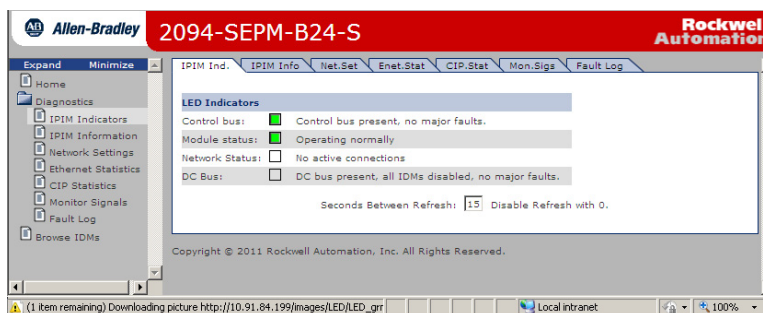 AB Allen-Bradley 2094-SEPM-B24-S Rockwel
Automation
Expand Minimize
Home
Diagnostics
IPIM Indicators
IPIM Information
Network Settings
Ethernet Statistics
CIP Statistics
Monitor Signals
Fault Log
Browse IDMs
IPIM Ind. IPIM Info Net.Set Enet.Stat CIP.Stat Mon.Sigs Fault Log
LED Indicators
Control bus: Control bus present, no major faults.
Module status: Operating normally
Network Status: No active connections
DC Bus: DC bus present, all IDMs disabled, no major faults.
Seconds Between Refresh: 15 Disable Refresh with 0.
Copyright © 2011 Rockwell Automation, Inc. All Rights Reserved.
(1 item remaining) Downloading picture http://10.91.84.199/images/LED/LED_grr Local intranet 100%